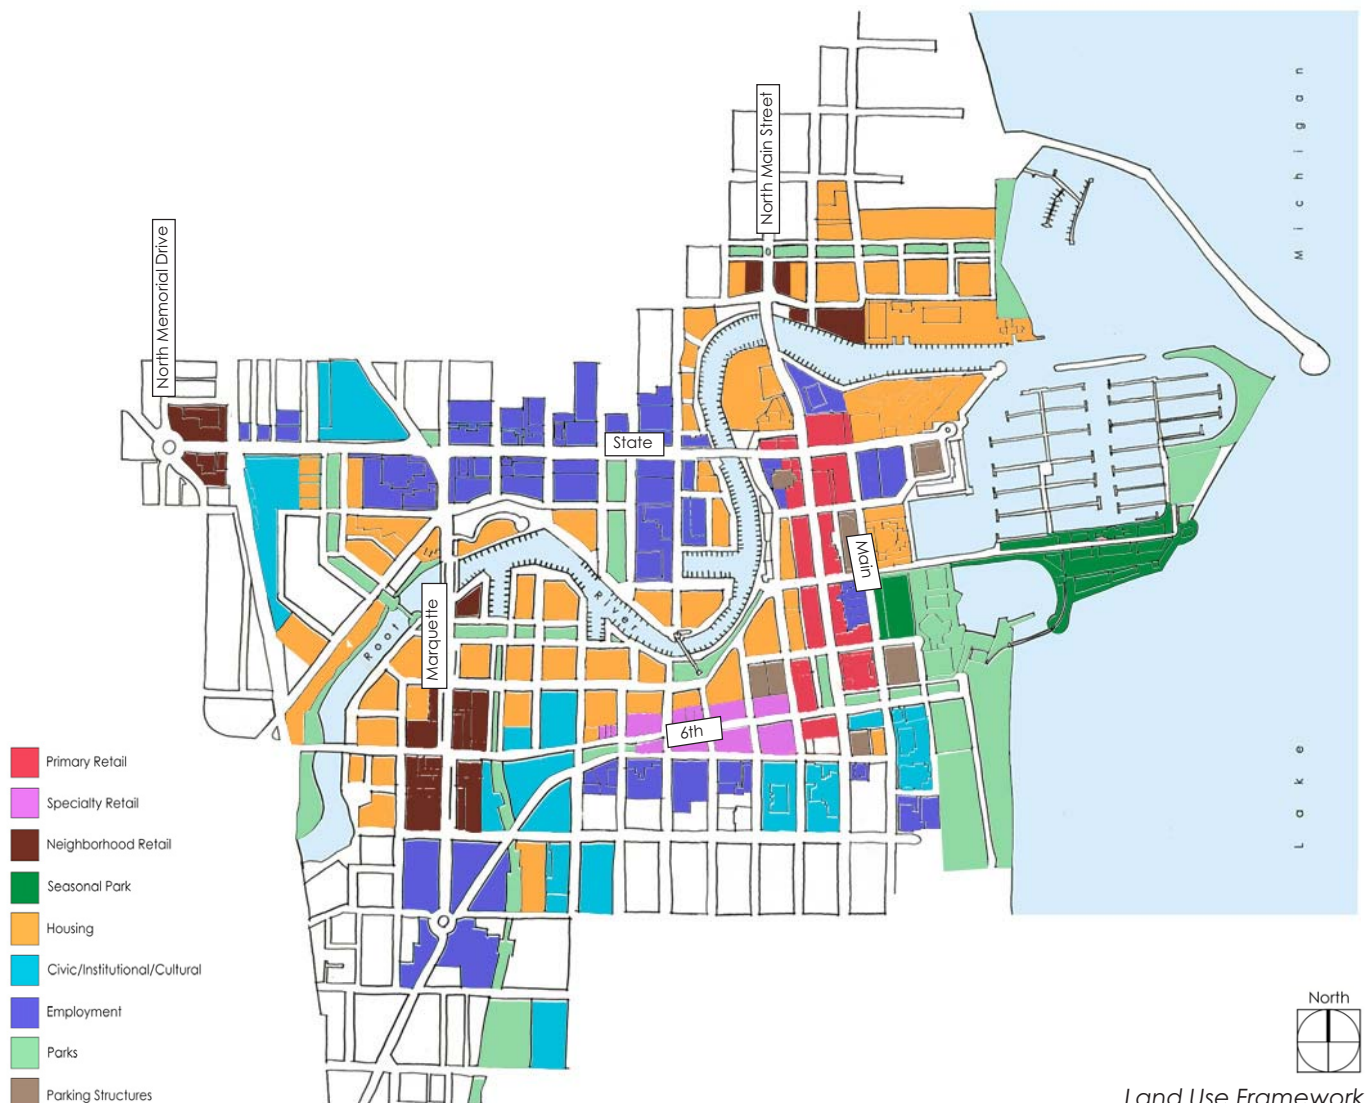 Michigan
North Main Street
North Memorial Drive
State
Main
River
Root
Marquette
6th
Lake
Primary Retail
Specialty Retail
Neighborhood Retail
Seasonal Park
Housing
Civic/Institutional/Cultural
Employment
Parks
Parking Structures
North
Land Use Framework